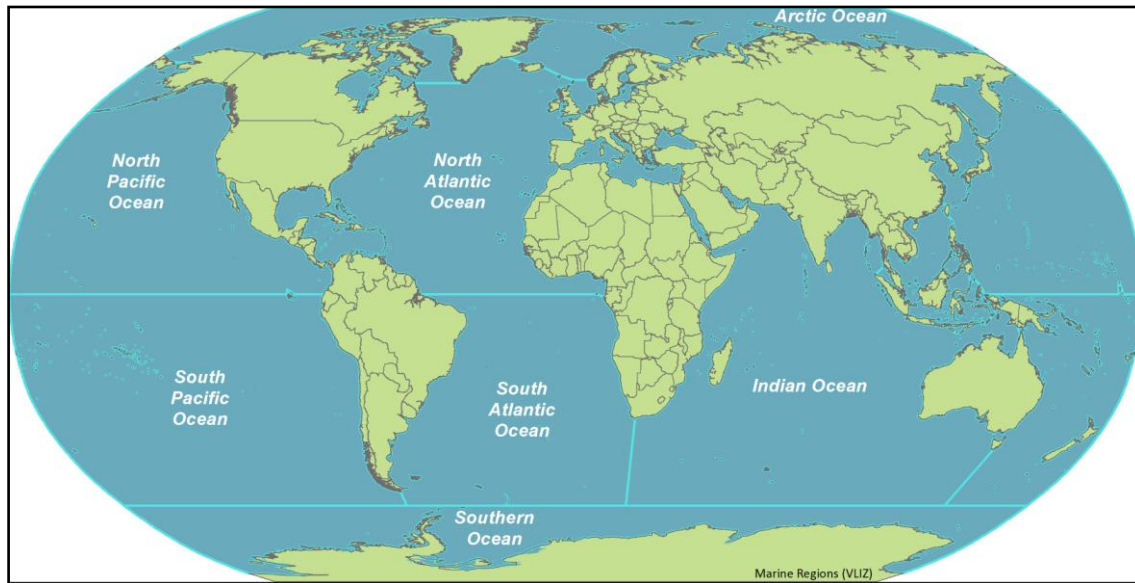 Arctic Ocean
North
Pacific
Ocean
North
Atlantic
Ocean
South
Pacific
Ocean
South
Atlantic
Ocean
Indian Ocean
Southern
Ocean
Marine Regions (VLIZ)